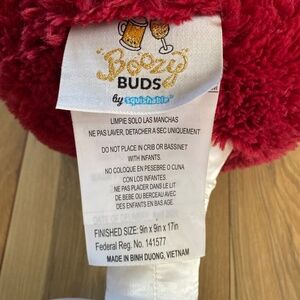 Boozy
BUDS
by squishable
LIMPIE SOLO LAS MANCHAS
NE PAS LAVER, DETACHER A SEC UNIQUEMENT
DO NOT PLACE IN CRIB OR BASSINET
WITH INFANTS.
NO COLOQUE EN PESEBRE O CUNA
CON LOS INFANTES.
NE PAS PLACER DANS LE LIT
DE BEBE OU BERCEAU AVEC
DES ENFANTS EN BAS AGE.
FINISHED SIZE: 9in x 9in x 17in
Federal Reg. No. 141577
MADE IN BINH DUONG, VIETNAM